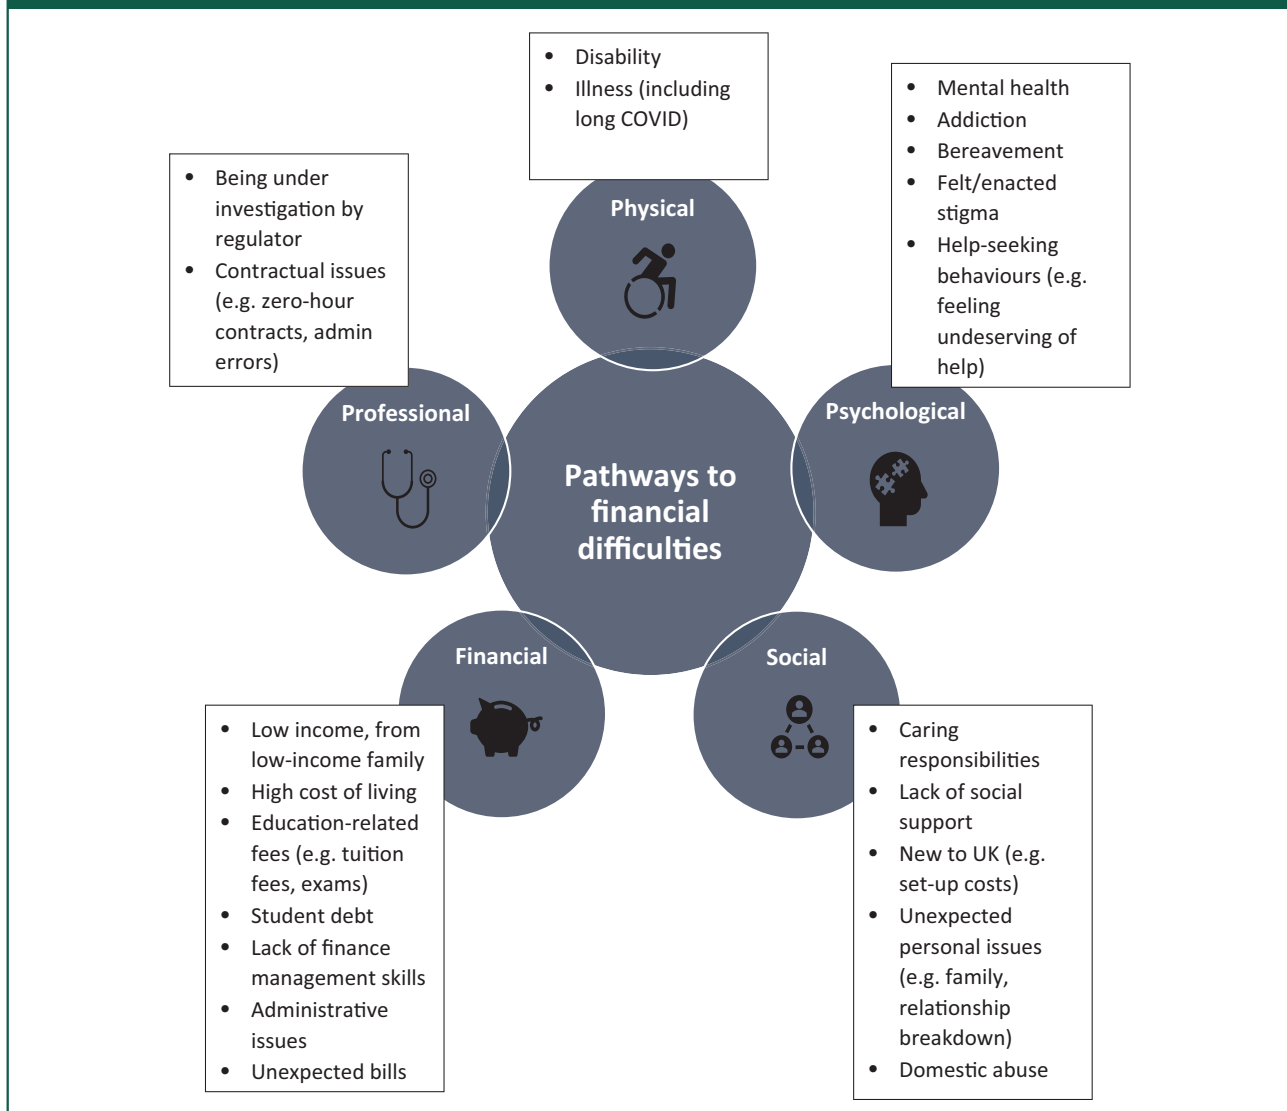 • Disability
• Illness (including
long COVID)
Physical
• Mental health
• Addiction
• Bereavement
• Felt/enacted
stigma
• Help-seeking
behaviours (e.g.
feeling
undeserving of
help)
Psychological
• Being under
investigation by
regulator
• Contractual issues
(e.g. zero-hour
contracts, admin
errors)
Professional
Pathways to
financial
difficulties
Financial
• Low income, from
low-income family
• High cost of living
• Education-related
fees (e.g. tuition
fees, exams)
• Student debt
• Lack of finance
management skills
• Administrative
issues
• Unexpected bills
Social
• Caring
responsibilities
• Lack of social
support
• New to UK (e.g.
set-up costs)
• Unexpected
personal issues
(e.g. family,
relationship
breakdown)
• Domestic abuse